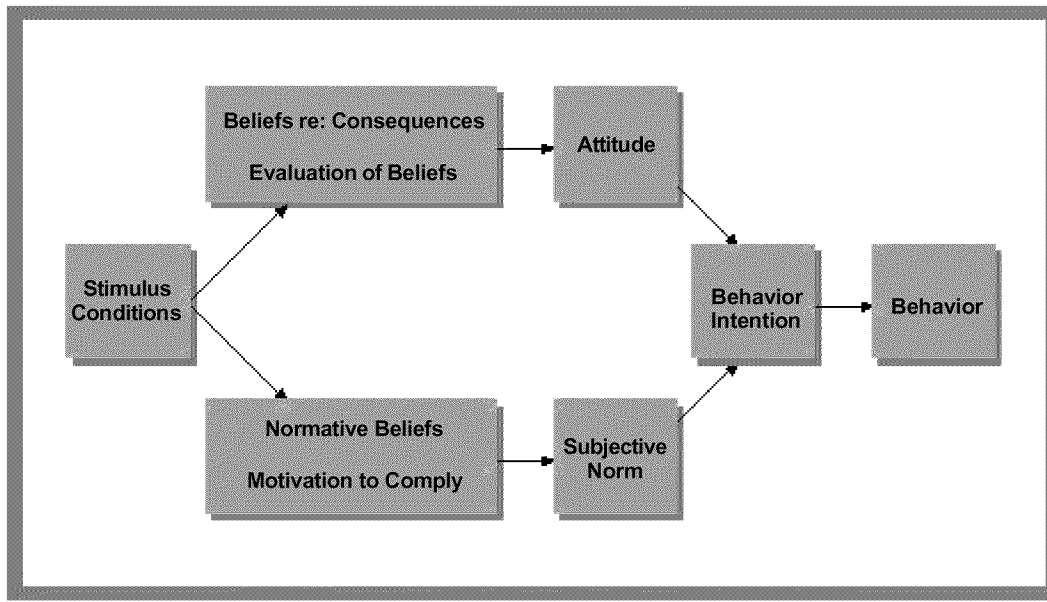 Beliefs re: Consequences
Evaluation of Beliefs
Attitude
Stimulus
Conditions
Behavior
Intention
Behavior
Normative Beliefs
Motivation to Comply
Subjective
Norm